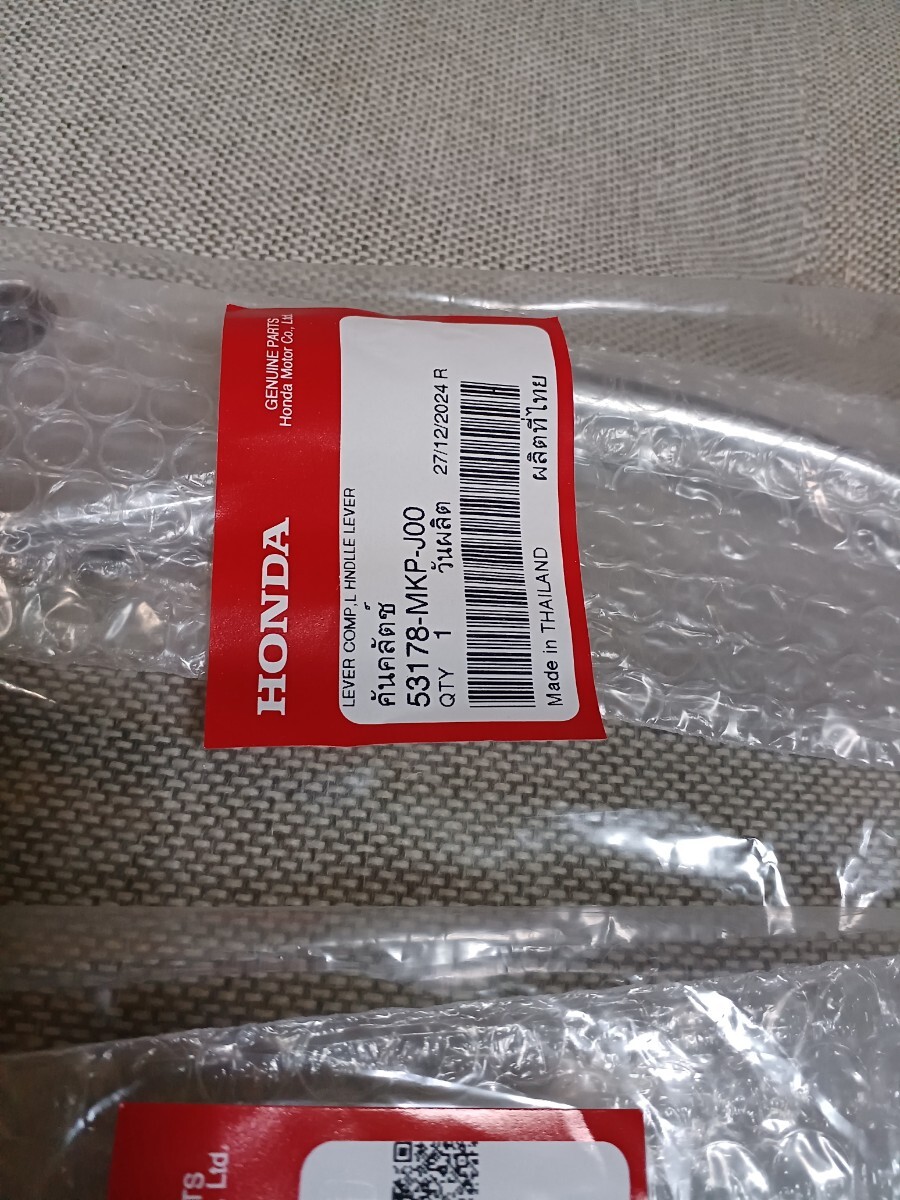 HONDA
GENUINE PARTS
Honda Motor Co., Ltd.
LEVER COMP,L HNDLLE LEVER
คันคลัตช์
53178-MKP-J00
QTY 1 วันผลิต 27/12/2024 R
Made in THAILAND ผลิตที่ไทย
TS
Ltd.